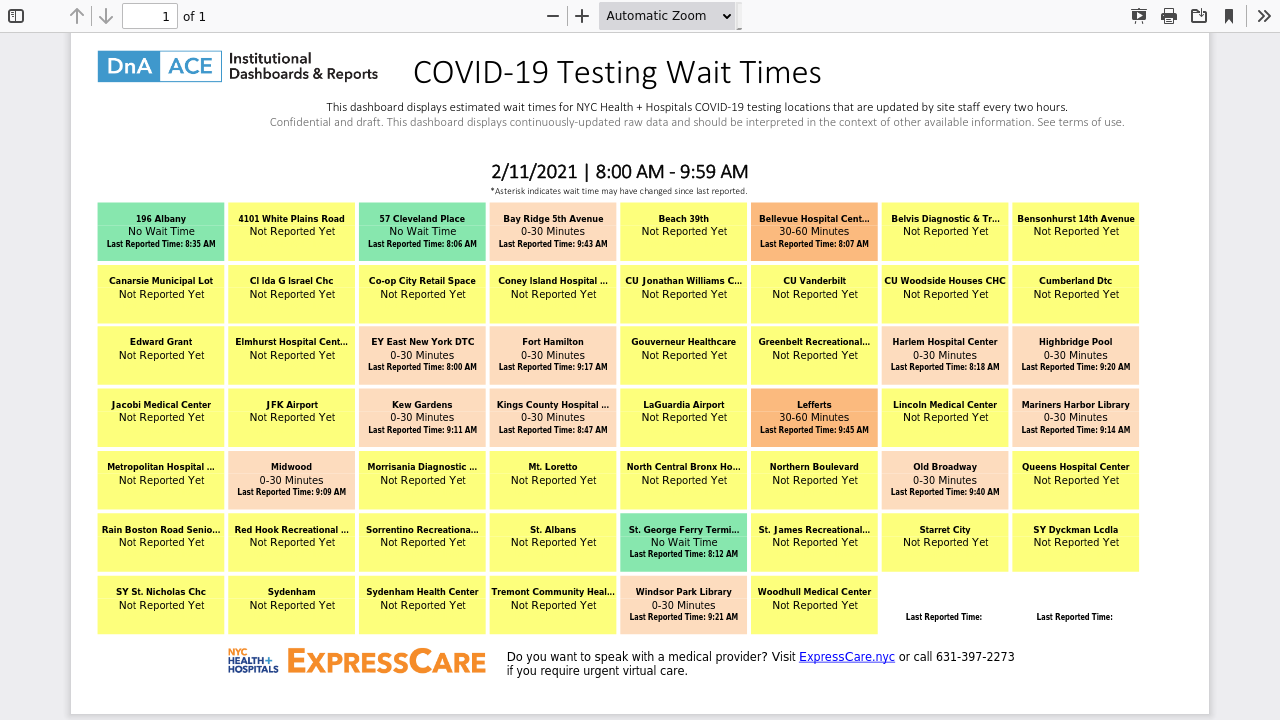 1 of 1 Automatic Zoom
DnA ACE Institutional
Dashboards & Reports
COVID-19 Testing Wait Times
This dashboard displays estimated wait times for NYC Health + Hospitals COVID-19 testing locations that are updated by site staff every two hours.
Confidential and draft. This dashboard displays continuously-updated raw data and should be interpreted in the context of other available information. See terms of use.
2/11/2021 | 8:00 AM - 9:59 AM
*Asterisk indicates wait time may have changed since last reported.
196 Albany
No Wait Time
Last Reported Time: 8:35 AM
4101 White Plains Road
Not Reported Yet
57 Cleveland Place
No Wait Time
Last Reported Time: 8:06 AM
Bay Ridge 5th Avenue
0-30 Minutes
Last Reported Time: 9:43 AM
Beach 39th
Not Reported Yet
Bellevue Hospital Cent...
30-60 Minutes
Last Reported Time: 8:07 AM
Belvis Diagnostic & Tr...
Not Reported Yet
Bensonhurst 14th Avenue
Not Reported Yet
Canarsie Municipal Lot
Not Reported Yet
CI Ida G Israel Chc
Not Reported Yet
Co-op City Retail Space
Not Reported Yet
Coney Island Hospital ...
Not Reported Yet
CU Jonathan Williams C...
Not Reported Yet
CU Vanderbilt
Not Reported Yet
CU Woodside Houses CHC
Not Reported Yet
Cumberland Dtc
Not Reported Yet
Edward Grant
Not Reported Yet
Elmhurst Hospital Cent...
Not Reported Yet
EY East New York DTC
0-30 Minutes
Last Reported Time: 8:00 AM
Fort Hamilton
0-30 Minutes
Last Reported Time: 9:17 AM
Gouverneur Healthcare
Not Reported Yet
Greenbelt Recreational...
Not Reported Yet
Harlem Hospital Center
0-30 Minutes
Last Reported Time: 8:18 AM
Highbridge Pool
0-30 Minutes
Last Reported Time: 9:20 AM
Jacobi Medical Center
Not Reported Yet
JFK Airport
Not Reported Yet
Kew Gardens
0-30 Minutes
Last Reported Time: 9:11 AM
Kings County Hospital ...
0-30 Minutes
Last Reported Time: 8:47 AM
LaGuardia Airport
Not Reported Yet
Lefferts
30-60 Minutes
Last Reported Time: 9:45 AM
Lincoln Medical Center
Not Reported Yet
Mariners Harbor Library
0-30 Minutes
Last Reported Time: 9:14 AM
Metropolitan Hospital ...
Not Reported Yet
Midwood
0-30 Minutes
Last Reported Time: 9:09 AM
Morrisania Diagnostic ...
Not Reported Yet
Mt. Loretto
Not Reported Yet
North Central Bronx Ho...
Not Reported Yet
Northern Boulevard
Not Reported Yet
Old Broadway
0-30 Minutes
Last Reported Time: 9:40 AM
Queens Hospital Center
Not Reported Yet
Rain Boston Road Senio...
Not Reported Yet
Red Hook Recreational ...
Not Reported Yet
Sorrentino Recreationa...
Not Reported Yet
St. Albans
Not Reported Yet
St. George Ferry Termi...
No Wait Time
Last Reported Time: 8:12 AM
St. James Recreational...
Not Reported Yet
Starret City
Not Reported Yet
SY Dyckman Lcdla
Not Reported Yet
SY St. Nicholas Chc
Not Reported Yet
Sydenham
Not Reported Yet
Sydenham Health Center
Not Reported Yet
Tremont Community Heal...
Not Reported Yet
Windsor Park Library
0-30 Minutes
Last Reported Time: 9:21 AM
Woodhull Medical Center
Not Reported Yet
Last Reported Time:
Last Reported Time:
NYC
HEALTH+
HOSPITALS
EXPRESSCARE
Do you want to speak with a medical provider? Visit ExpressCare.nyc or call 631-397-2273
if you require urgent virtual care.